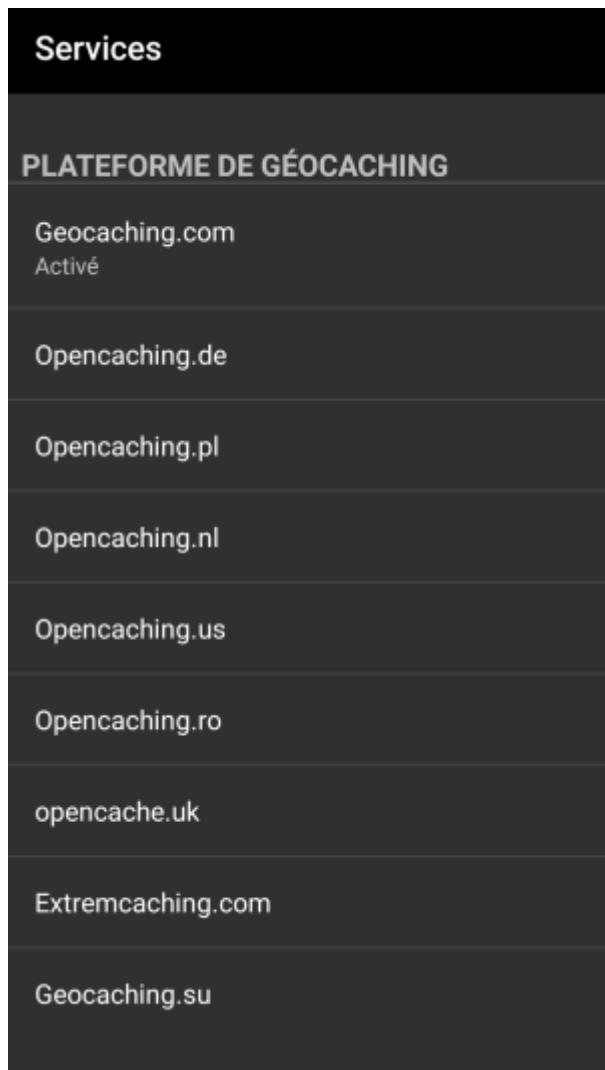 Services
PLATEFORME DE GÉOCACHING
Geocaching.com
Activé
Opencaching.de
Opencaching.pl
Opencaching.nl
Opencaching.us
Opencaching.ro
opencache.uk
Extremcaching.com
Geocaching.su